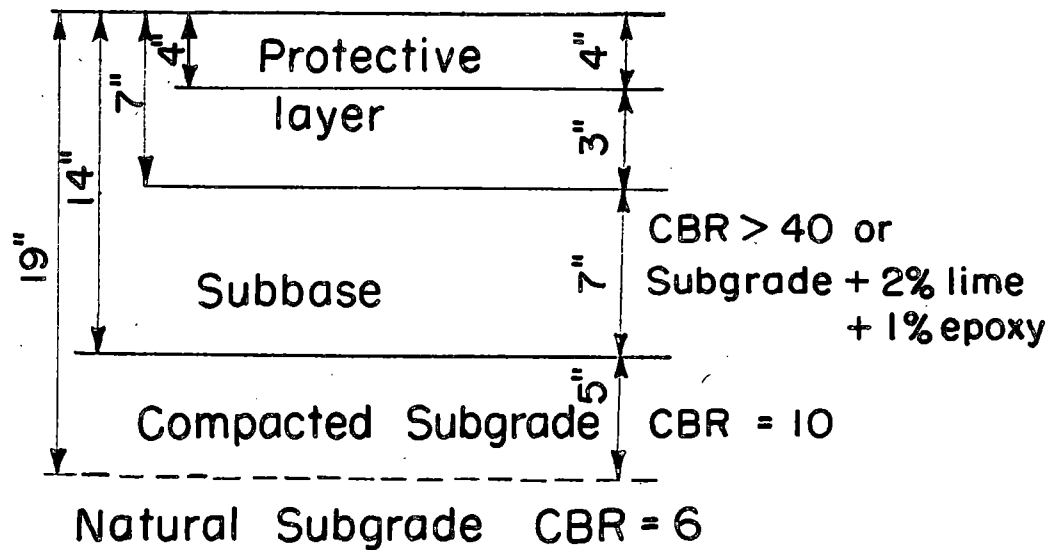 4" Protective 4"
7" layer 3"
14"
19" Subbase 7" CBR > 40 or
Subgrade + 2% lime
+ 1% epoxy
5"
Compacted Subgrade CBR = 10
Natural Subgrade CBR = 6